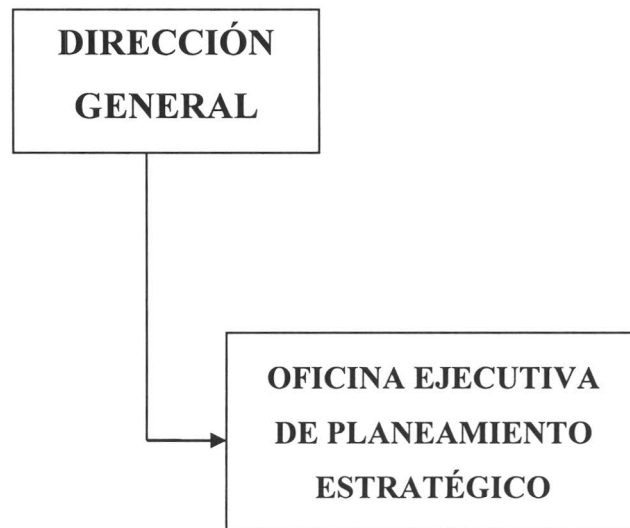 DIRECCIÓN
GENERAL
OFICINA EJECUTIVA
DE PLANEAMIENTO
ESTRATÉGICO